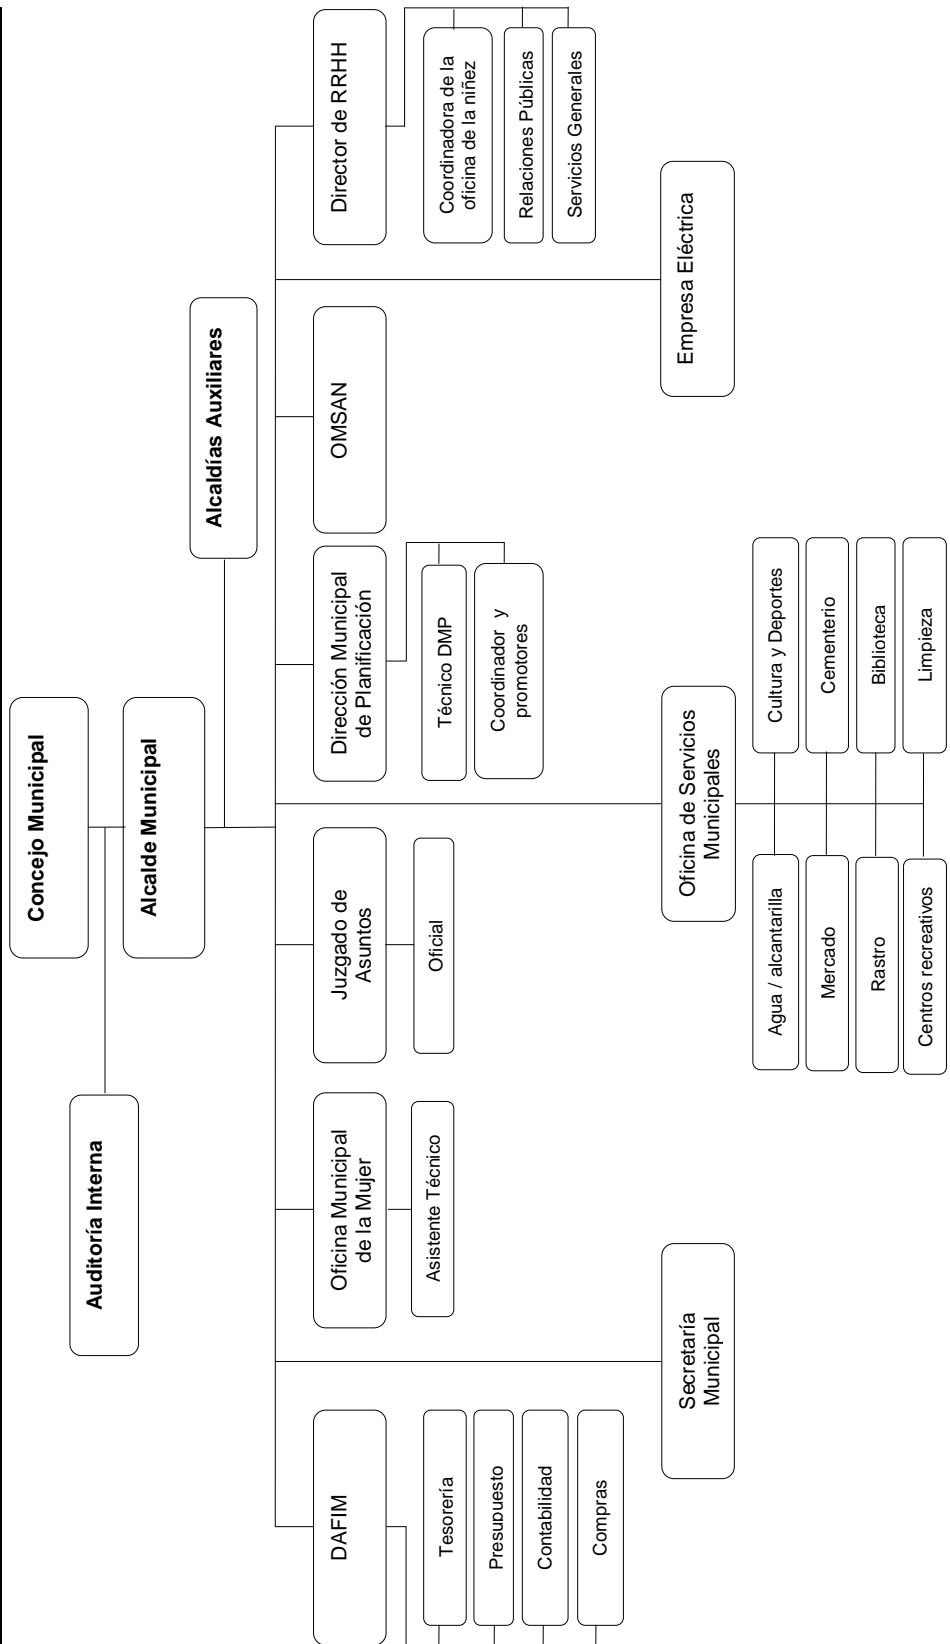 Concejo Municipal
Auditoría Interna
Alcalde Municipal
Alcaldías Auxiliares
DAFIM
Oficina Municipal
de la Mujer
Juzgado de
Asuntos
Dirección Municipal
de Planificación
OMSAN
Director de RRHH
Tesorería
Presupuesto
Contabilidad
Compras
Asistente Técnico
Oficial
Técnico DMP
Coordinador y
promotores
Coordinadora de la
oficina de la niñez
Relaciones Públicas
Servicios Generales
Secretaría
Municipal
Oficina de Servicios
Municipales
Empresa Eléctrica
Agua / alcantarilla
Cultura y Deportes
Mercado
Cementerio
Rastro
Biblioteca
Centros recreativos
Limpieza